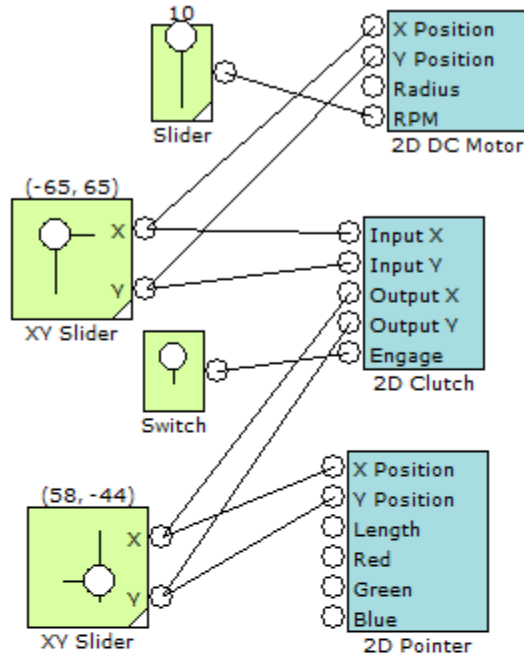 10
Slider
X Position
Y Position
Radius
RPM
2D DC Motor
(-65, 65)
X
Y
XY Slider
Input X
Input Y
Output X
Output Y
Engage
2D Clutch
Switch
(58, -44)
X
Y
XY Slider
X Position
Y Position
Length
Red
Green
Blue
2D Pointer